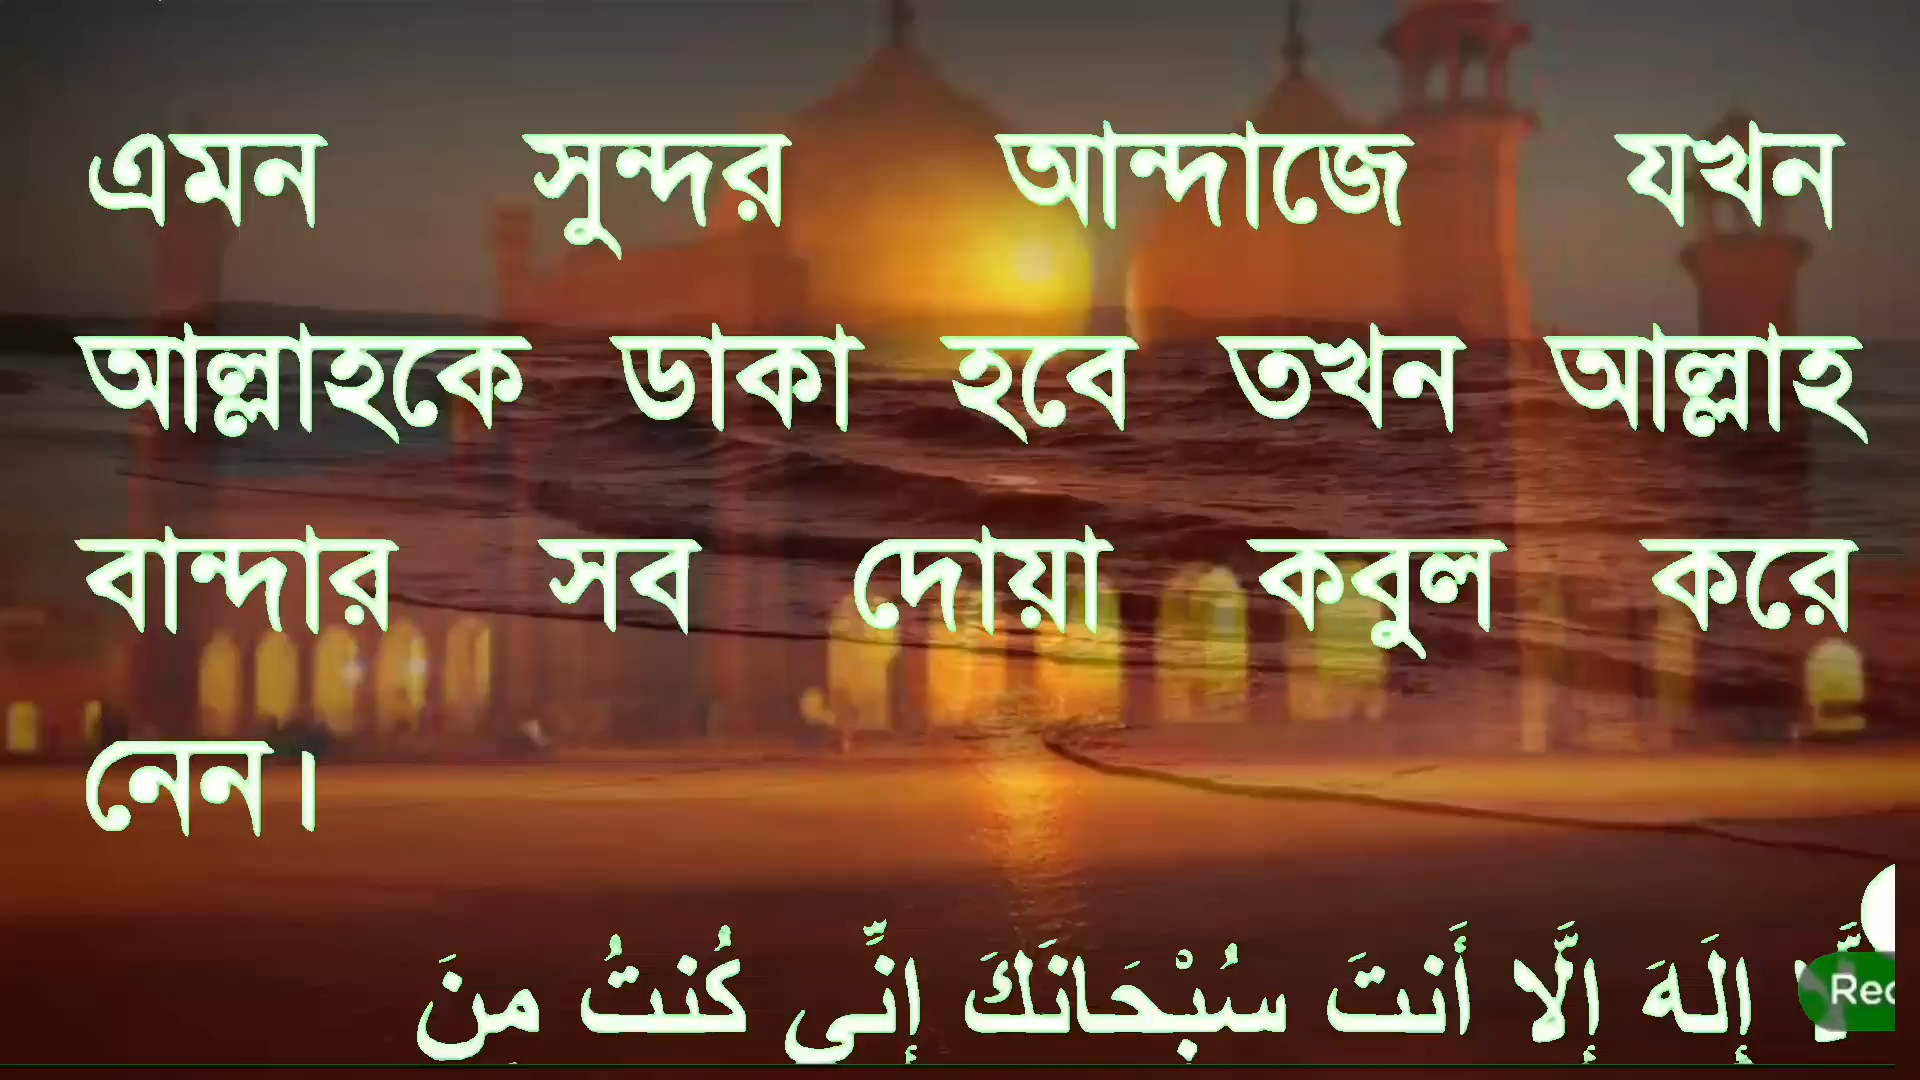 এমন সুন্দর আন্দাজে যখন
আল্লাহকে ডাকা হবে তখন আল্লাহ
বান্দার সব দোয়া কবুল করে
নেন।
لَّا إِلَهَ إِلَّا أَنتَ سُبْحَانَكَ إِنِّي كُنتُ مِنَ